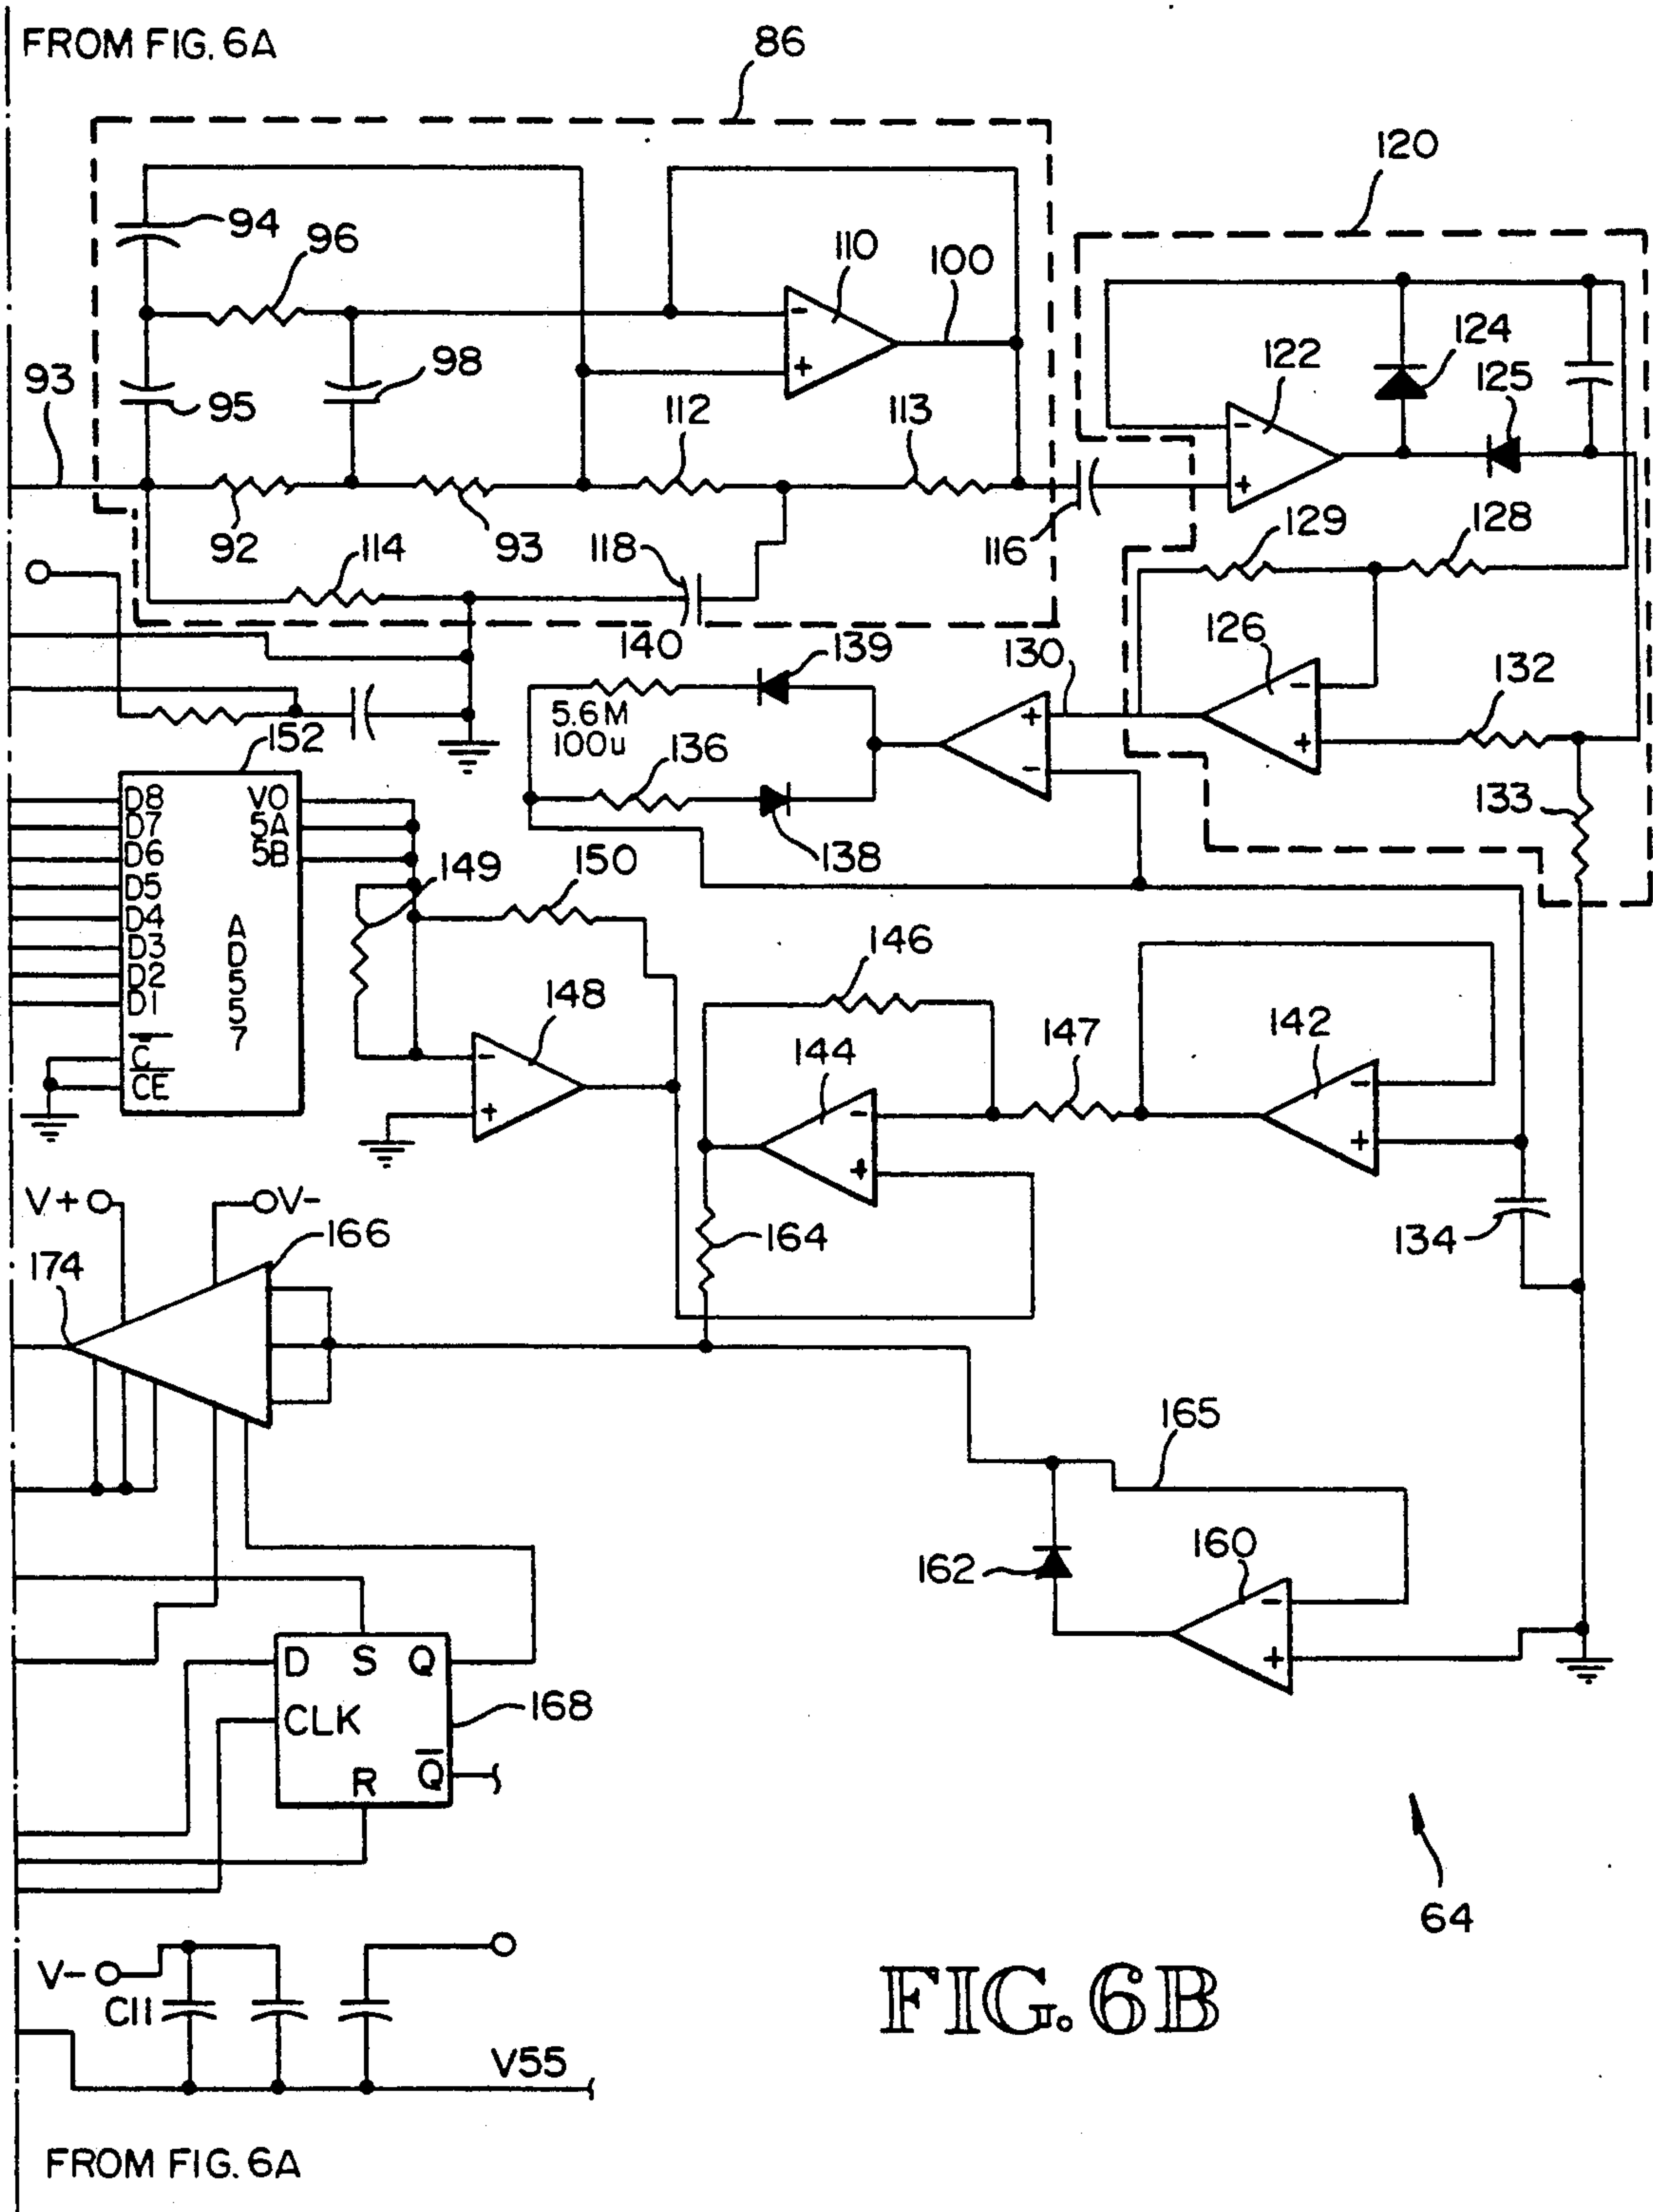 FROM FIG. 6A
86
120
94
96
110
100
93
95
98
112
113
122
124
125
92
93
116
129
128
114
118
140
139
130
126
132
5.6M
100u
136
133
138
152
D8
D7
D6
D5
D4
D3
D2
D1
C
CE
VO
5A
5B
A
D
5
5
7
149
150
146
148
144
147
142
V+
V-
166
174
164
134
165
160
162
D S Q
CLK
R Q
168
64
V-
C11
V55
FIG. 6B
FROM FIG. 6A
- + - + - + + - - + - + - + - +